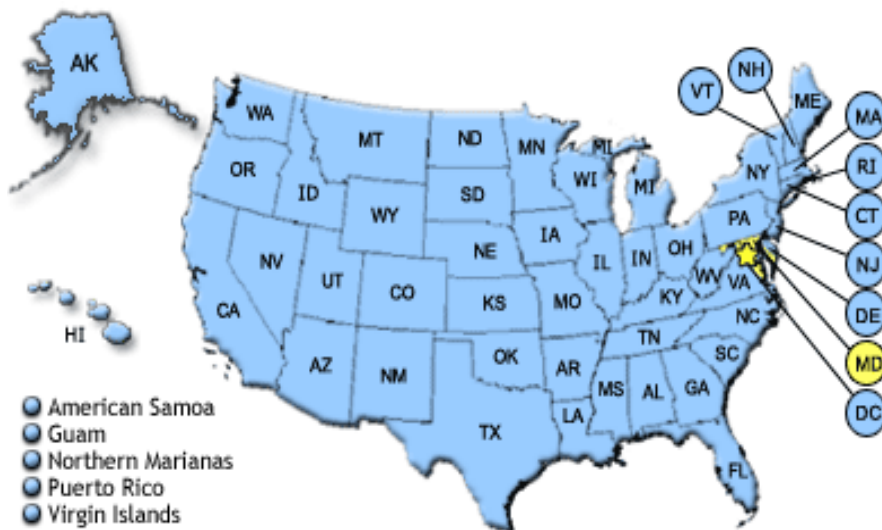 AK
NH
VT
ME
WA
MA
MT
ND
MN
MI
OR
RI
NY
ID
WI
MI
SD
WY
CT
PA
IA
NE
OH
NJ
NV
IL
IN
UT
WV
VA
CO
KS
MO
KY
DE
CA
HI
NC
TN
OK
AZ
NM
AR
SC
MD
MS
AL
GA
LA
DC
TX
FL
American Samoa
Guam
Northern Marianas
Puerto Rico
Virgin Islands